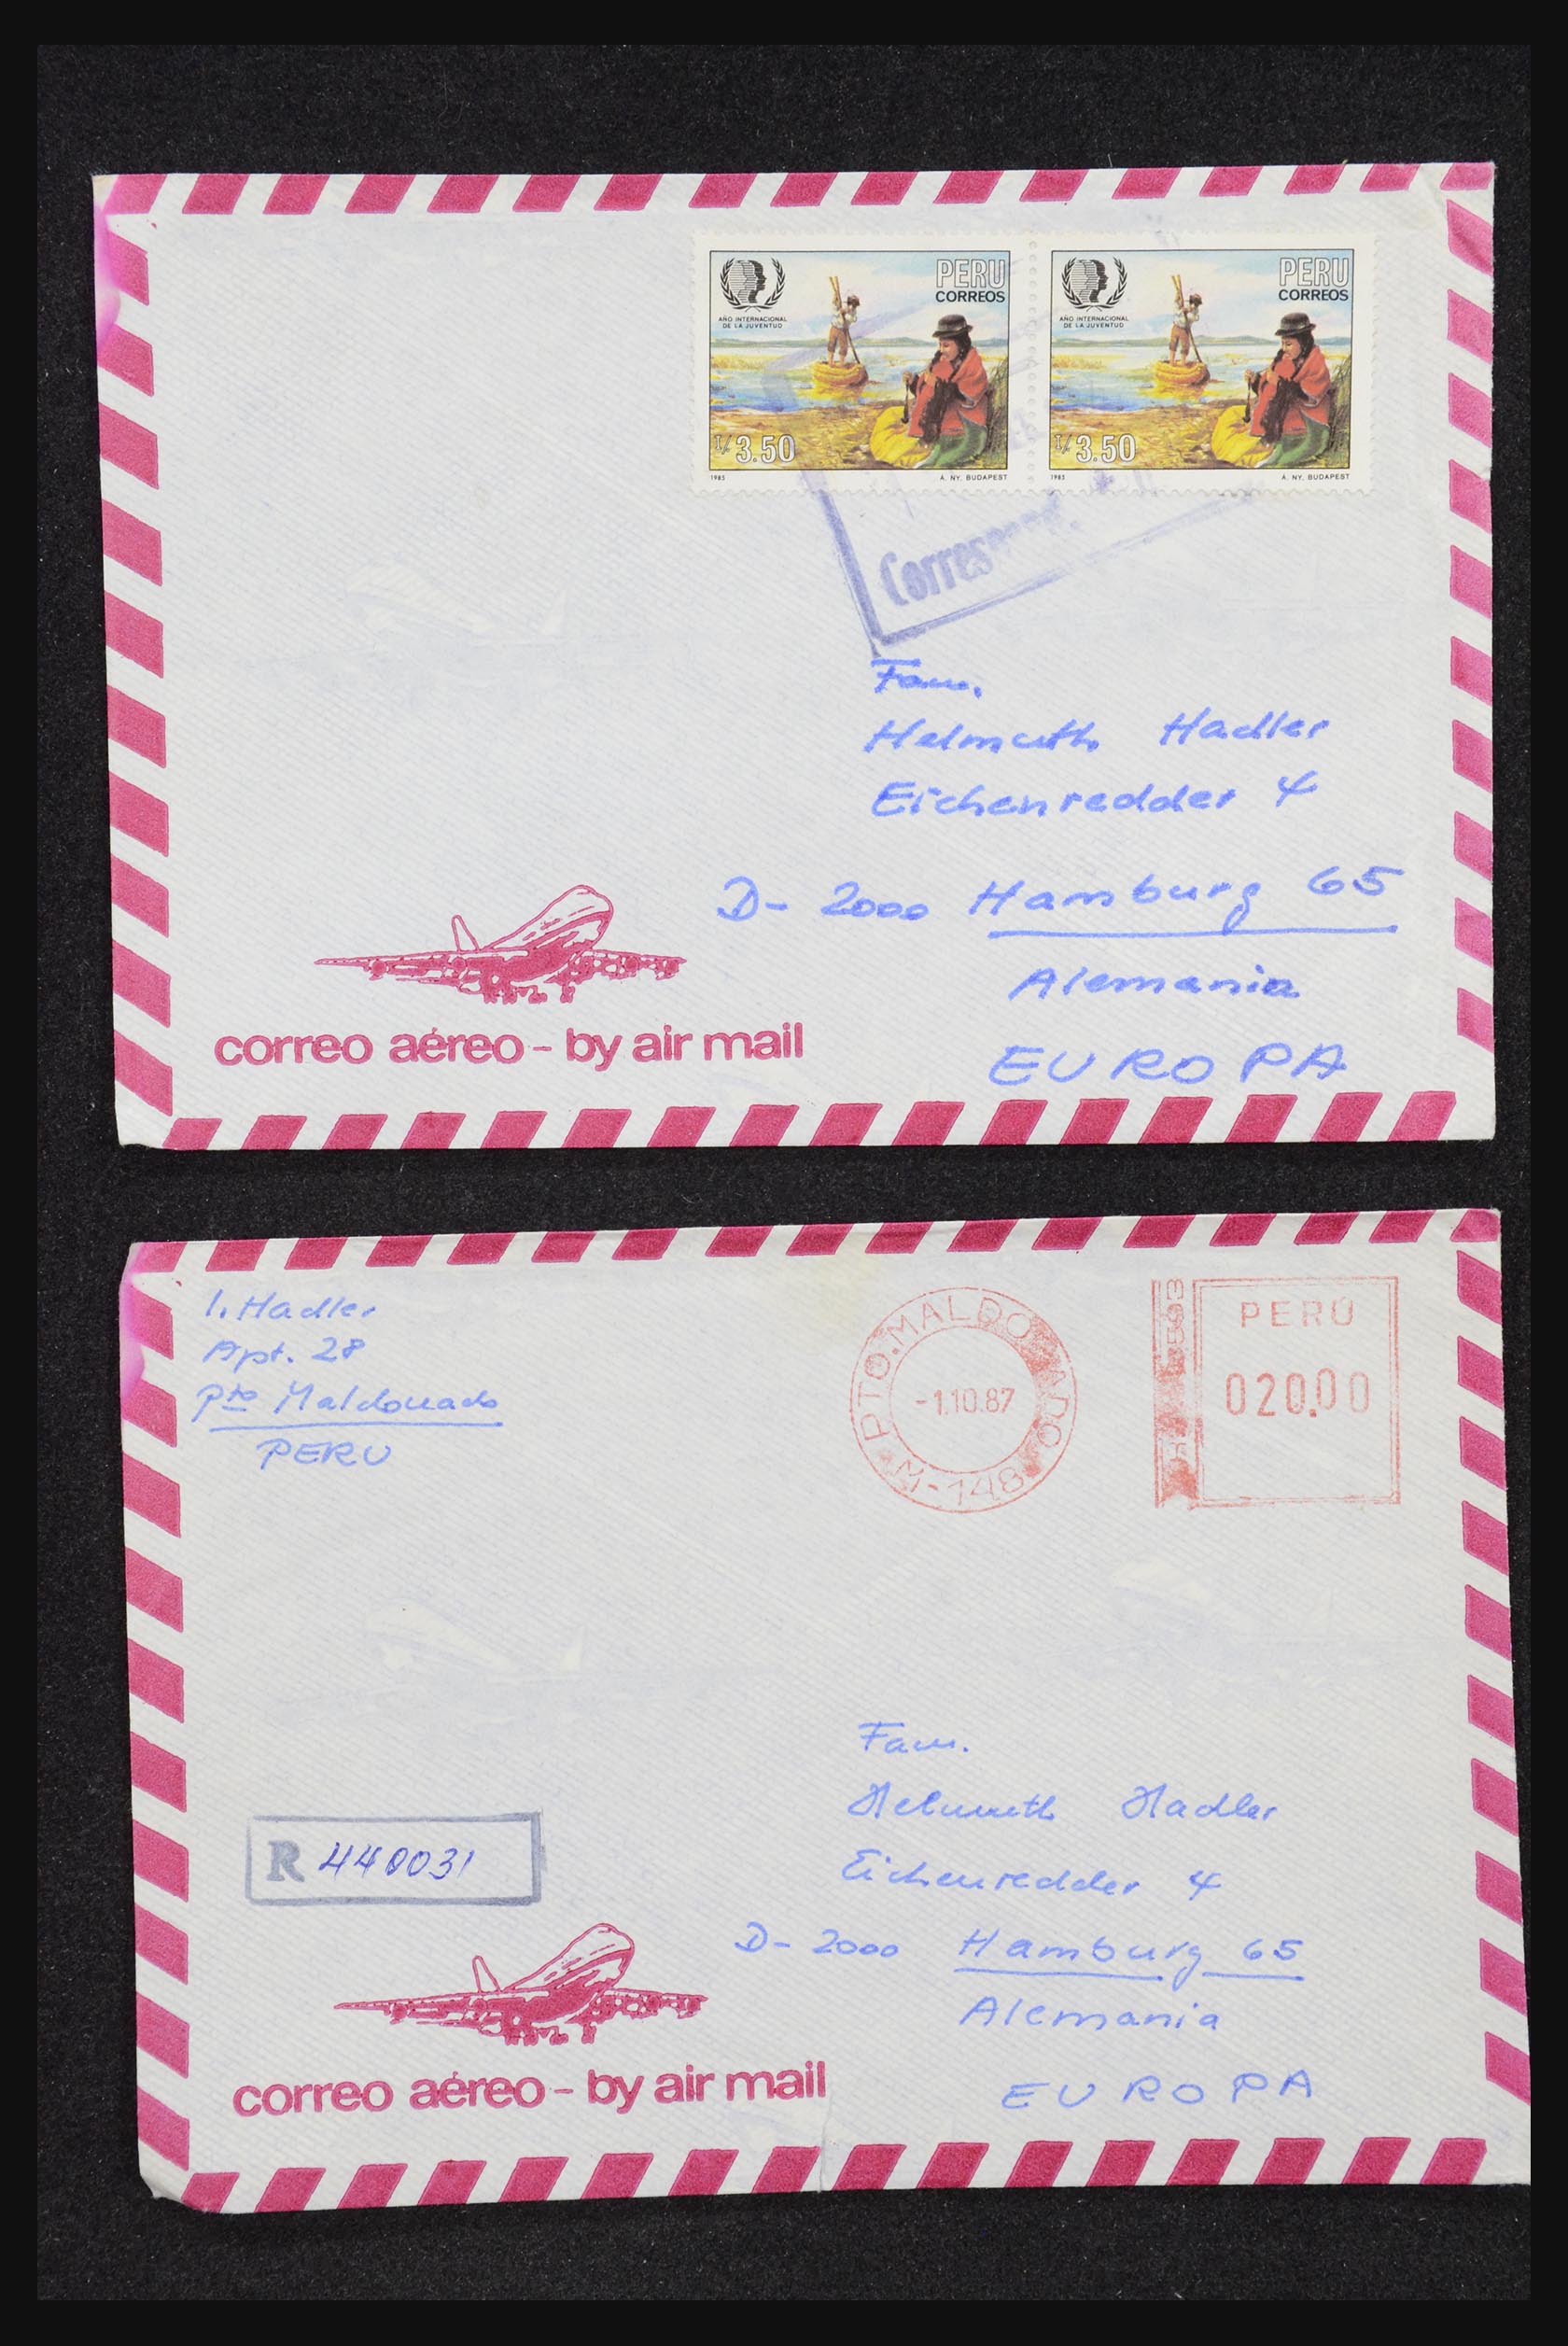 PERU
CORREOS
AÑO INTERNACIONAL
DE LA JUVENTUD
I/. 3.50
1985 A. NY. BUDAPEST
PERU
CORREOS
AÑO INTERNACIONAL
DE LA JUVENTUD
I/. 3.50
1985 A. NY. BUDAPEST
Fam.
Helmuth Hadler
Eichenredder 4
D- 2000 Hamburg 65
Alemania
EUROPA
correo aéreo - by air mail
I. Hadler
Apt. 28
Pto Maldonado
PERU
PTO. MALDONADO
-1.10.87
M-148
PERÚ
020.00
Fam.
Helmuth Hadler
Eichenredder 4
D- 2000 Hamburg 65
Alemania
EUROPA
R 440031
correo aéreo - by air mail